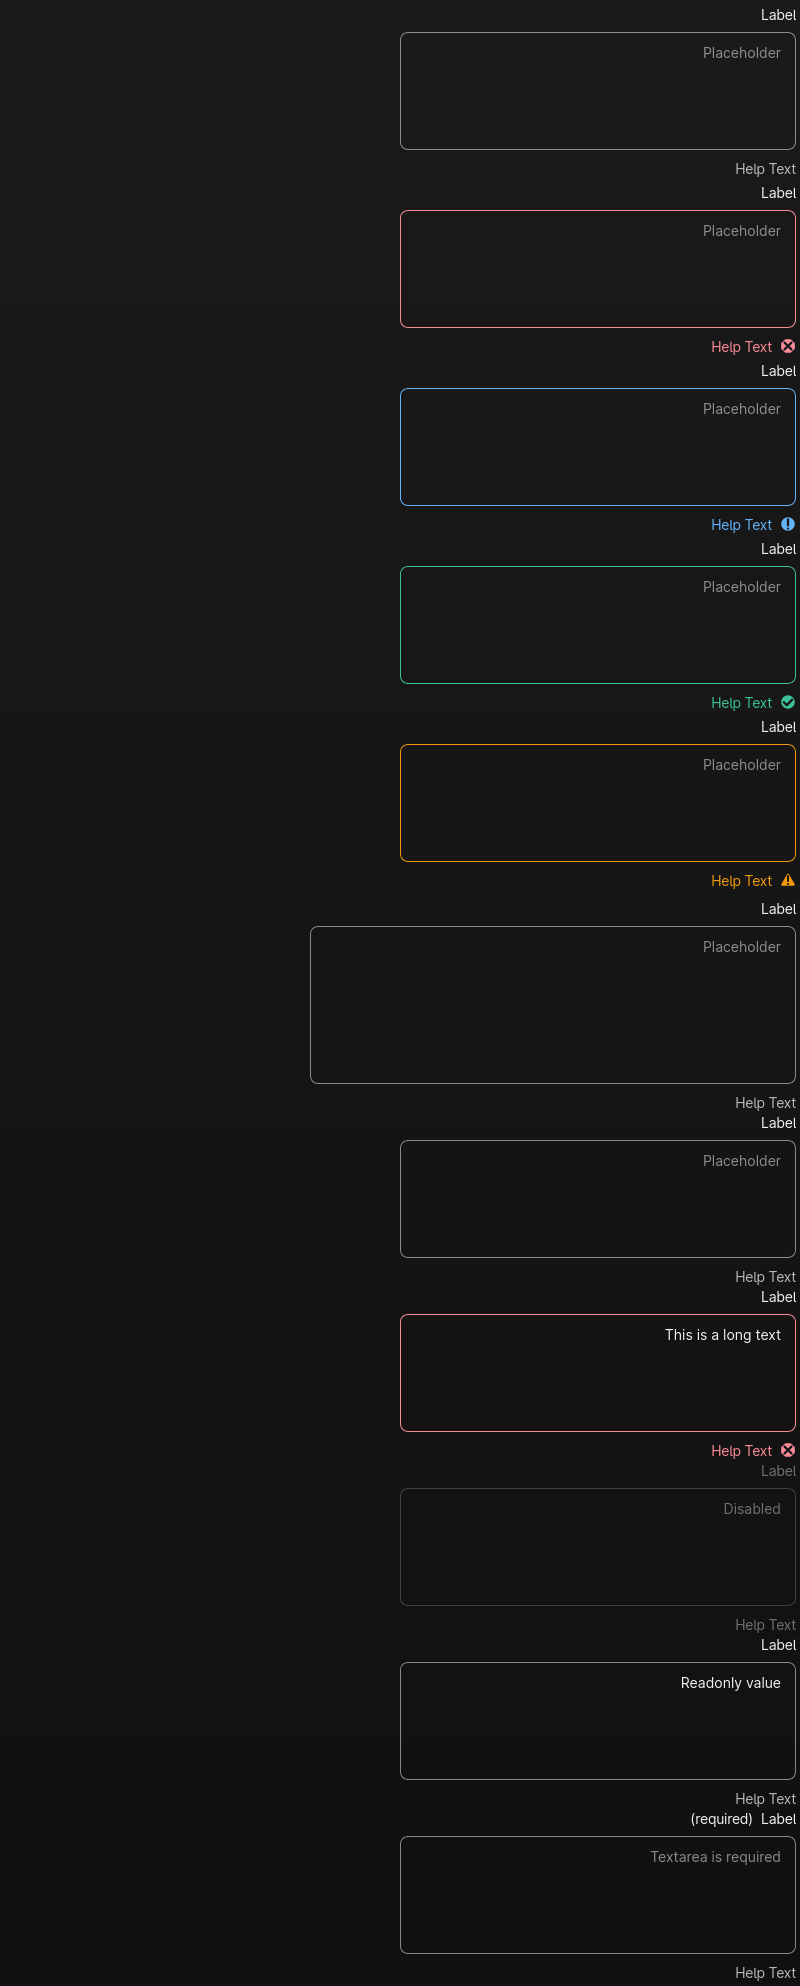 Label
Placeholder
Help Text
Label
Placeholder
Help Text
Label
Placeholder
Help Text
Label
Placeholder
Help Text
Label
Placeholder
Help Text
Label
Placeholder
Help Text
Label
Placeholder
Help Text
Label
This is a long text
Help Text
Label
Disabled
Help Text
Label
Readonly value
Help Text
(required) Label
Textarea is required
Help Text